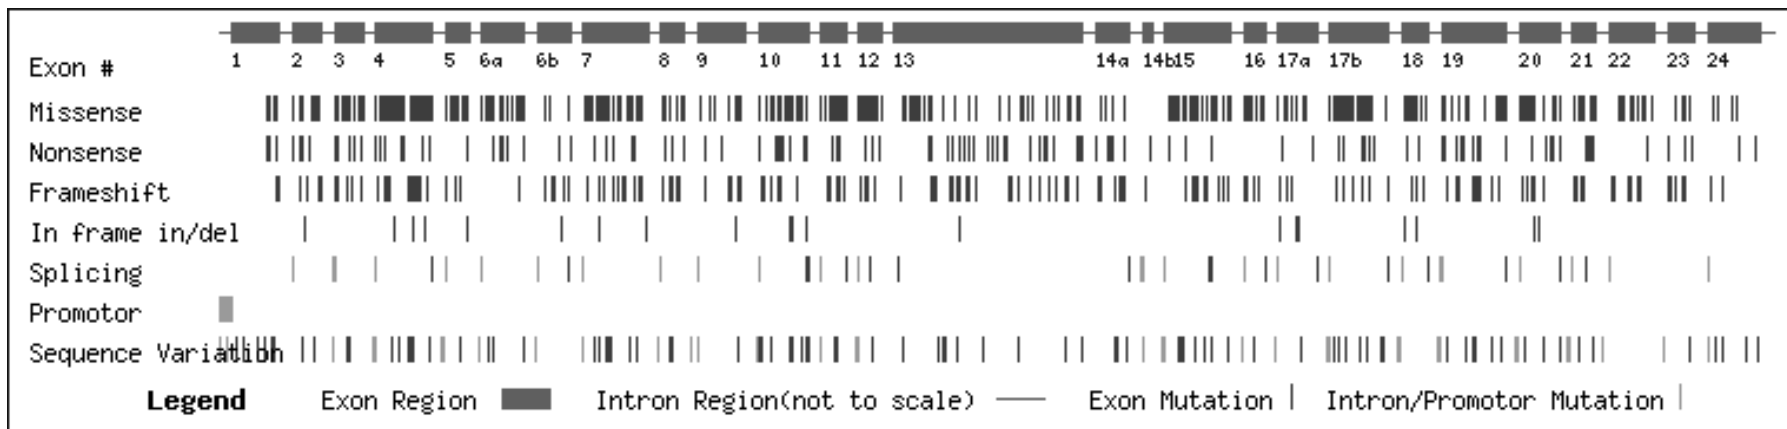 Exon # 1 2 3 4 5 6a 6b 7 8 9 10 11 12 13 14a 14b 15 16 17a 17b 18 19 20 21 22 23 24
Missense
Nonsense
Frameshift
In frame in/del
Splicing
Promotor
Sequence Variation
Legend Exon Region Intron Region(not to scale) Exon Mutation Intron/Promotor Mutation